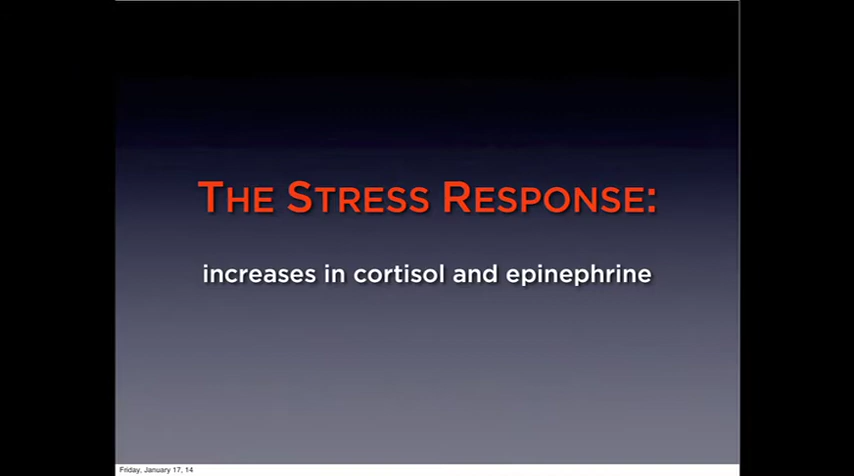 THE STRESS RESPONSE:
increases in cortisol and epinephrine
Friday, January 17, 14